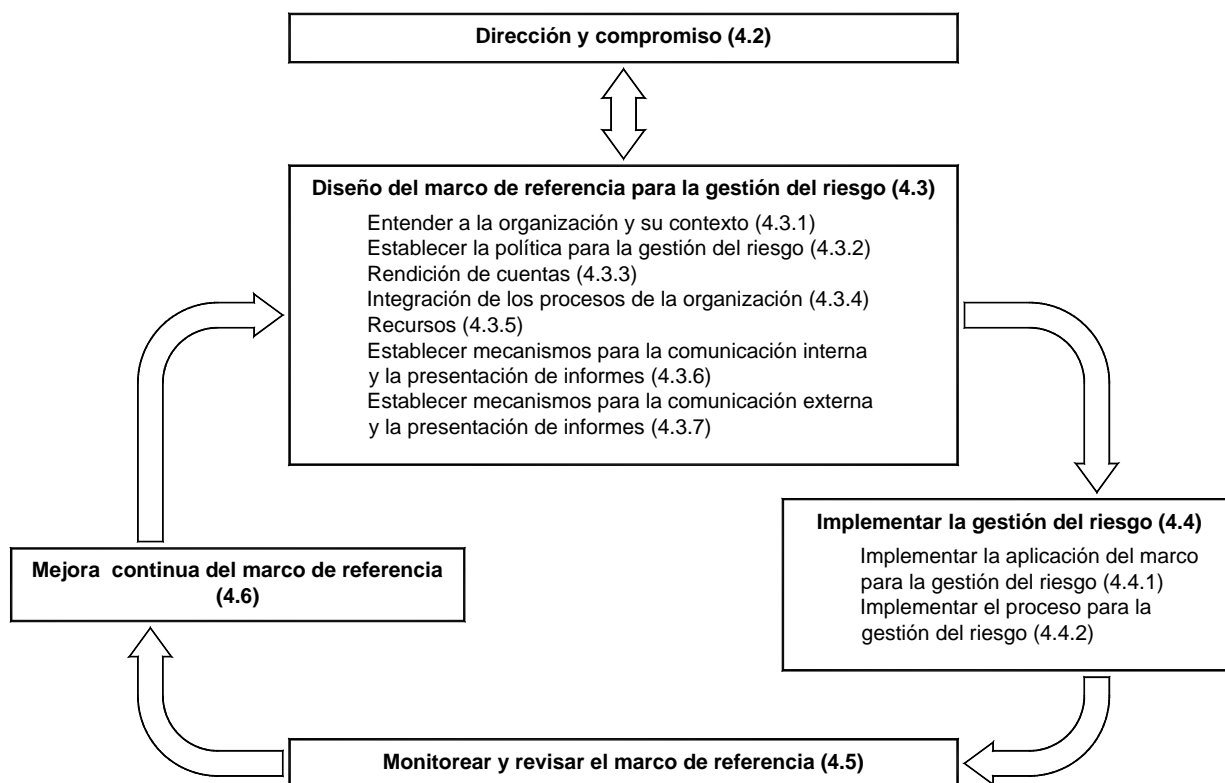 Dirección y compromiso (4.2)
Diseño del marco de referencia para la gestión del riesgo (4.3)
Entender a la organización y su contexto (4.3.1)
Establecer la política para la gestión del riesgo (4.3.2)
Rendición de cuentas (4.3.3)
Integración de los procesos de la organización (4.3.4)
Recursos (4.3.5)
Establecer mecanismos para la comunicación interna
y la presentación de informes (4.3.6)
Establecer mecanismos para la comunicación externa
y la presentación de informes (4.3.7)
Implementar la gestión del riesgo (4.4)
Implementar la aplicación del marco
para la gestión del riesgo (4.4.1)
Implementar el proceso para la
gestión del riesgo (4.4.2)
Mejora continua del marco de referencia
(4.6)
Monitorear y revisar el marco de referencia (4.5)